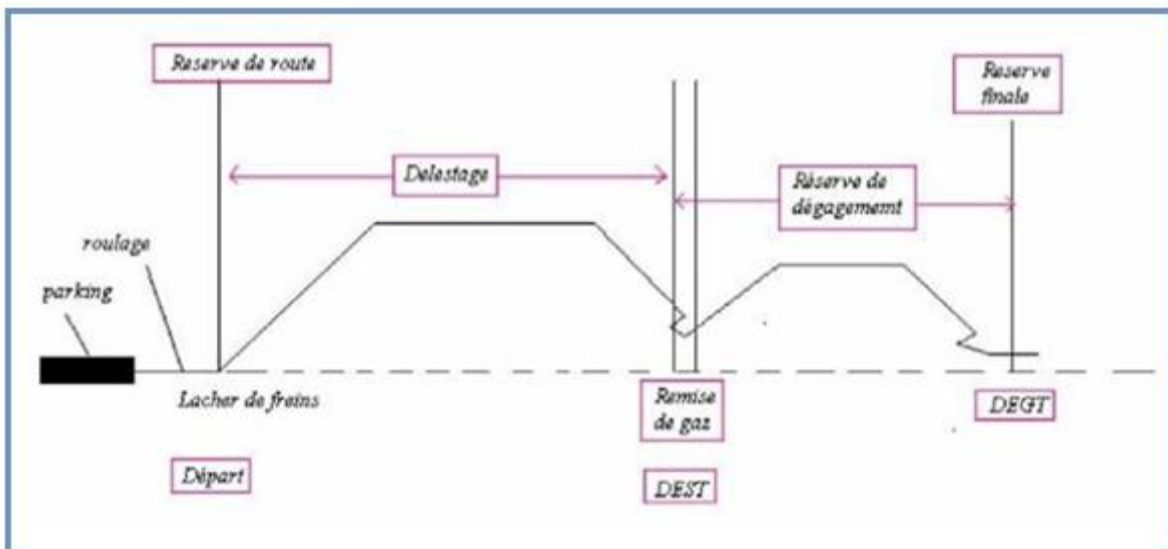 Reserve de route
Reserve
finale
Delestage
Réserve de
dégagememt
roulage
parking
Lacher de freins
Remise
de gaz
DEGT
Départ
DEST